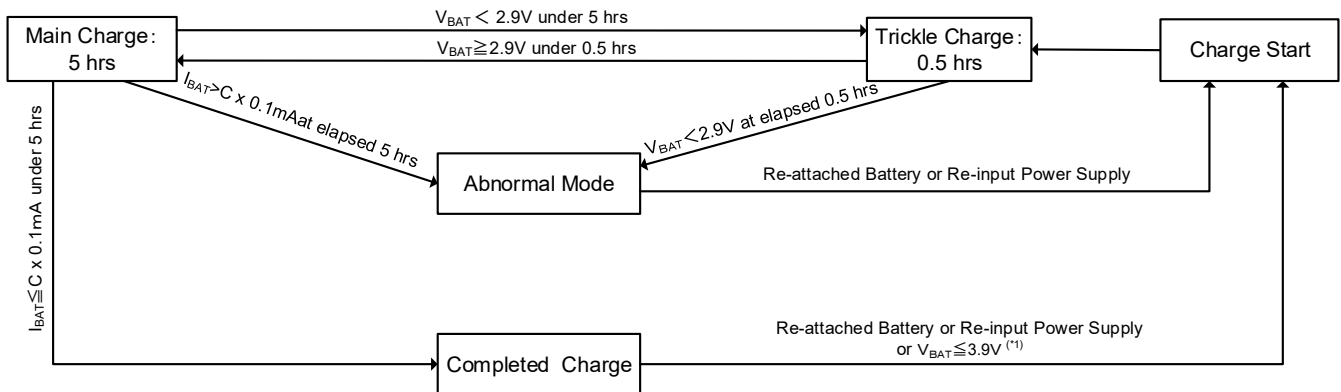 V_BAT < 2.9V under 5 hrs
Main Charge：
5 hrs
V_BAT≧2.9V under 0.5 hrs
Trickle Charge：
0.5 hrs
Charge Start
I_BAT>C x 0.1mAat elapsed 5 hrs
V_BAT＜2.9V at elapsed 0.5 hrs
I_BAT≦C x 0.1mA under 5 hrs
Abnormal Mode
Re-attached Battery or Re-input Power Supply
Completed Charge
Re-attached Battery or Re-input Power Supply
or V_BAT≦3.9V (*1)